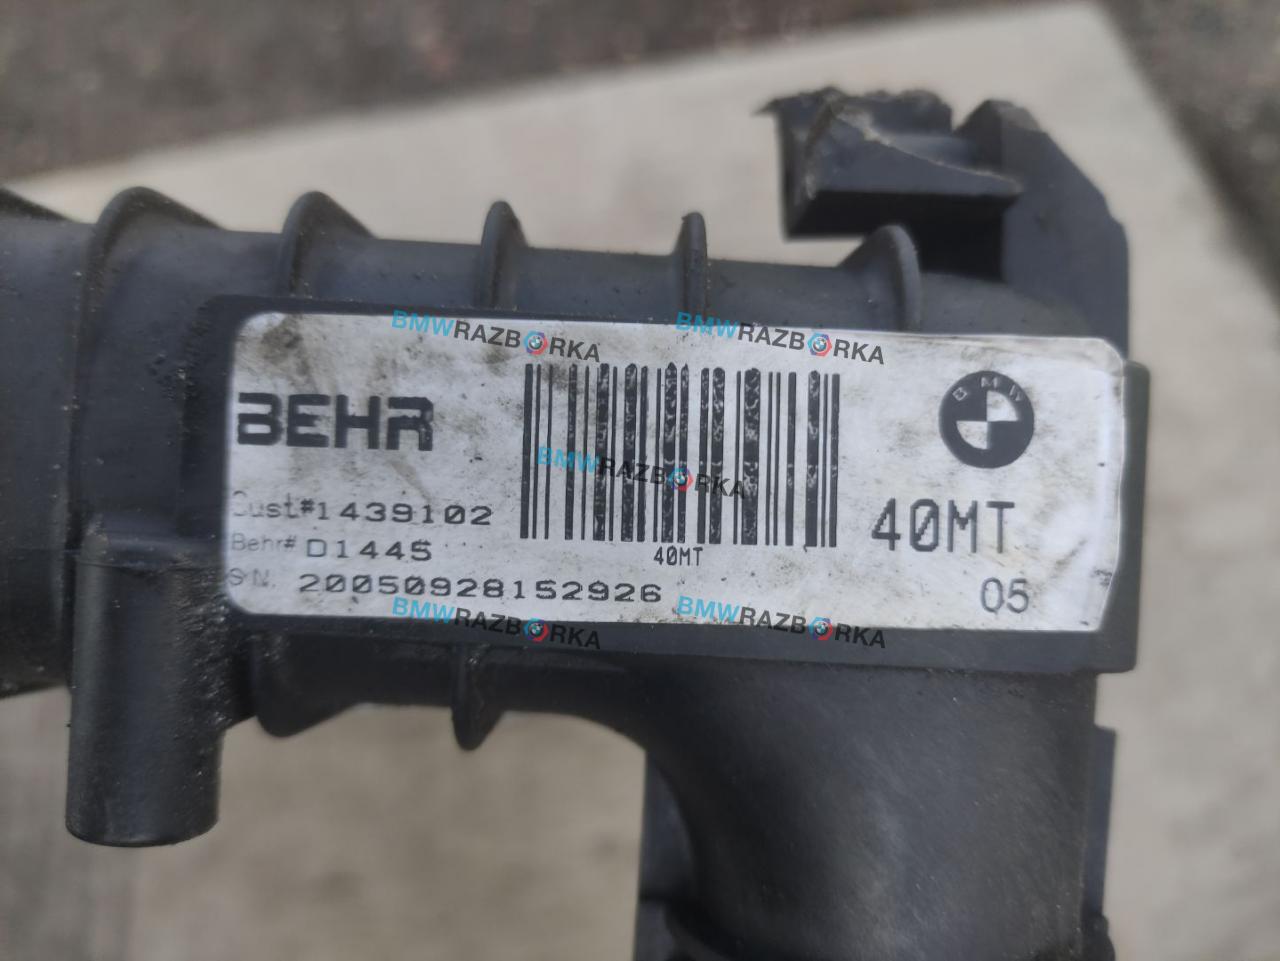 BMWRAZBORKA BMWRAZBORKA
BEHR
BMW
BMWRAZBORKA
Cust#1439102
Behr# D1445
S.N. 20050928152926
40MT
40MT
05
BMWRAZBORKA BMWRAZBORKA